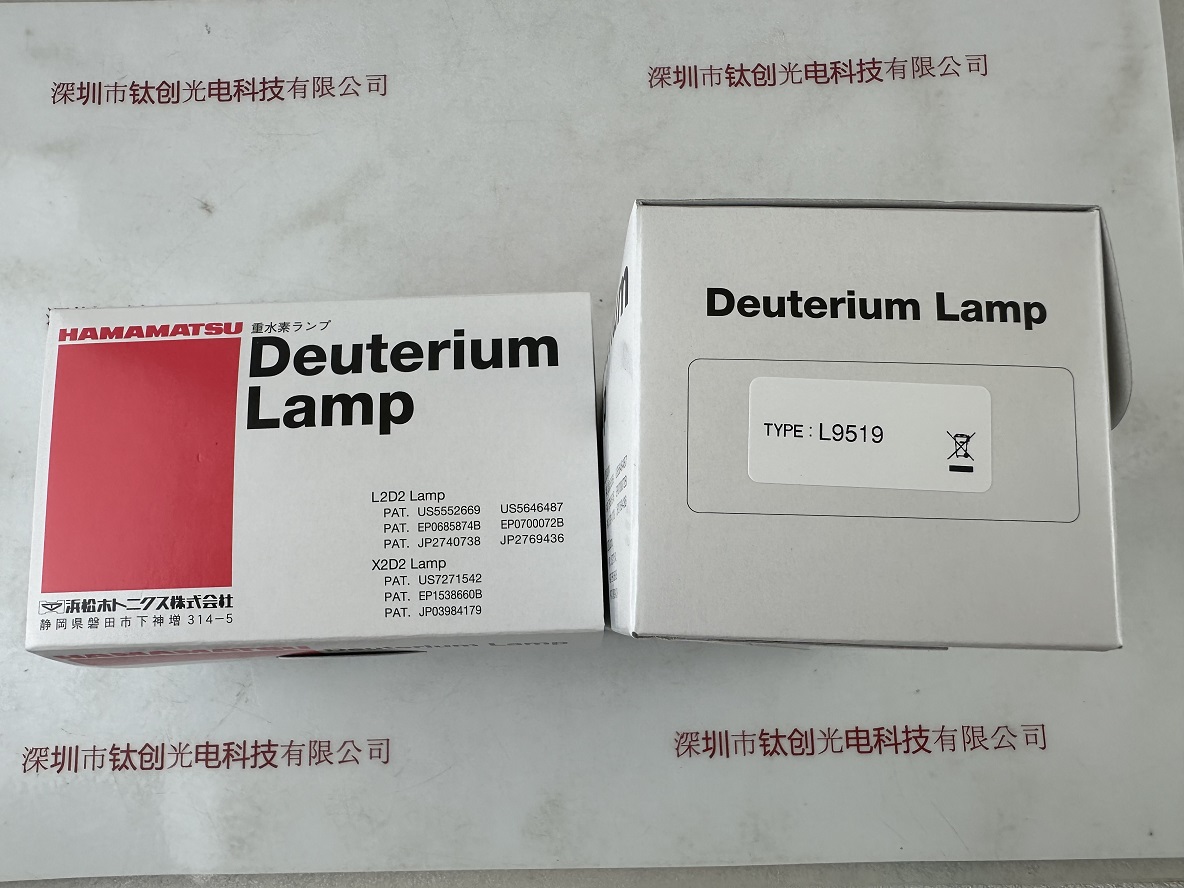 深圳市钛创光电科技有限公司
深圳市钛创光电科技有限公司
HAMAMATSU 重水素ランプ
Deuterium
Lamp
L2D2 Lamp
PAT. US5552669 US5646487
PAT. EP0685874B EP0700072B
PAT. JP2740738 JP2769436
X2D2 Lamp
PAT. US7271542
PAT. EP1538660B
PAT. JP03984179
浜松ホトニクス株式会社
静岡県磐田市下神増 314-5
HAMAMATSU
Deuterium Lamp
Deuterium Lamp
TYPE : L9519
深圳市钛创光电科技有限公司
深圳市钛创光电科技有限公司